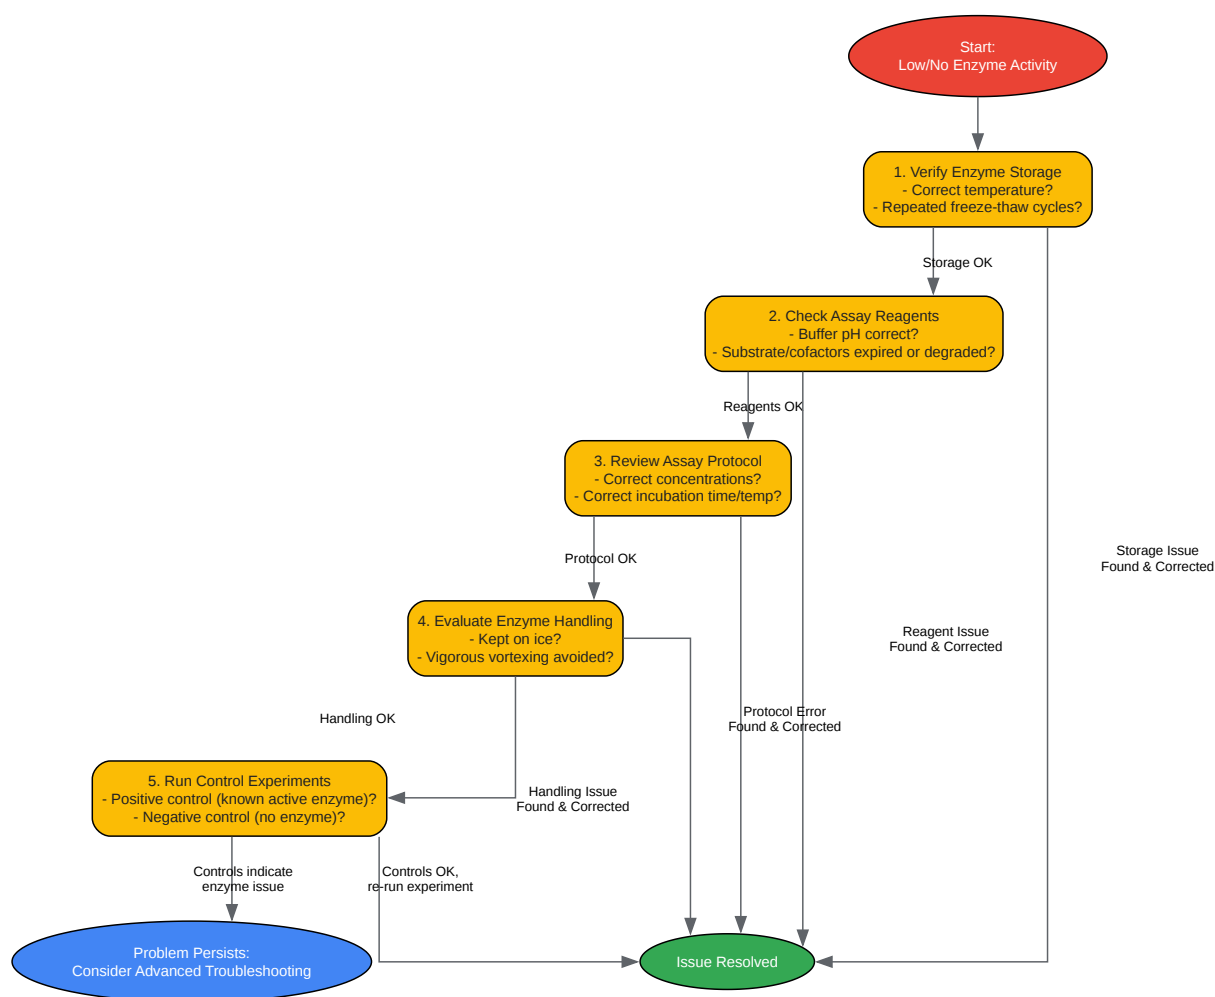 Start:
Low/No Enzyme Activity
1. Verify Enzyme Storage
- Correct temperature?
- Repeated freeze-thaw cycles?
Storage OK
2. Check Assay Reagents
- Buffer pH correct?
- Substrate/cofactors expired or degraded?
Reagents OK
3. Review Assay Protocol
- Correct concentrations?
- Correct incubation time/temp?
Protocol OK
Storage Issue
Found & Corrected
4. Evaluate Enzyme Handling
- Kept on ice?
- Vigorous vortexing avoided?
Reagent Issue
Found & Corrected
Handling OK
Protocol Error
Found & Corrected
5. Run Control Experiments
- Positive control (known active enzyme)?
- Negative control (no enzyme)?
Handling Issue
Found & Corrected
Controls indicate
enzyme issue
Controls OK,
re-run experiment
Problem Persists:
Consider Advanced Troubleshooting
Issue Resolved